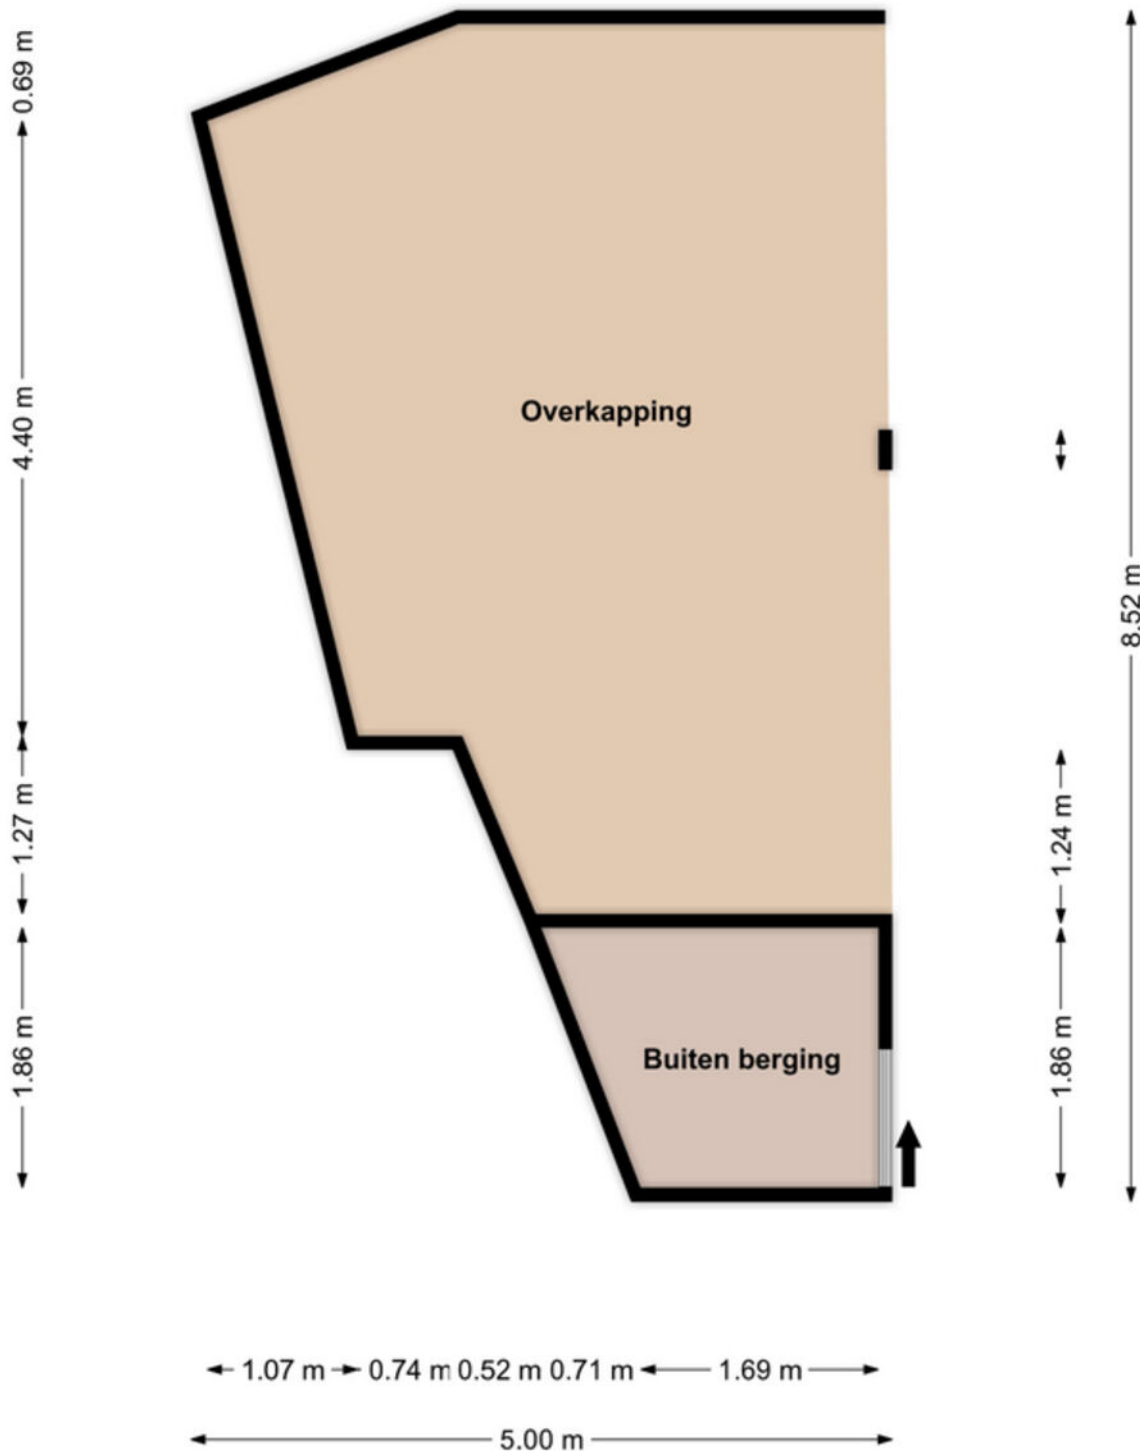 0.69 m
4.40 m
1.27 m
1.86 m
Overkapping
Buiten berging
1.24 m
1.86 m
8.52 m
1.07 m 0.74 m 0.52 m 0.71 m 1.69 m
5.00 m